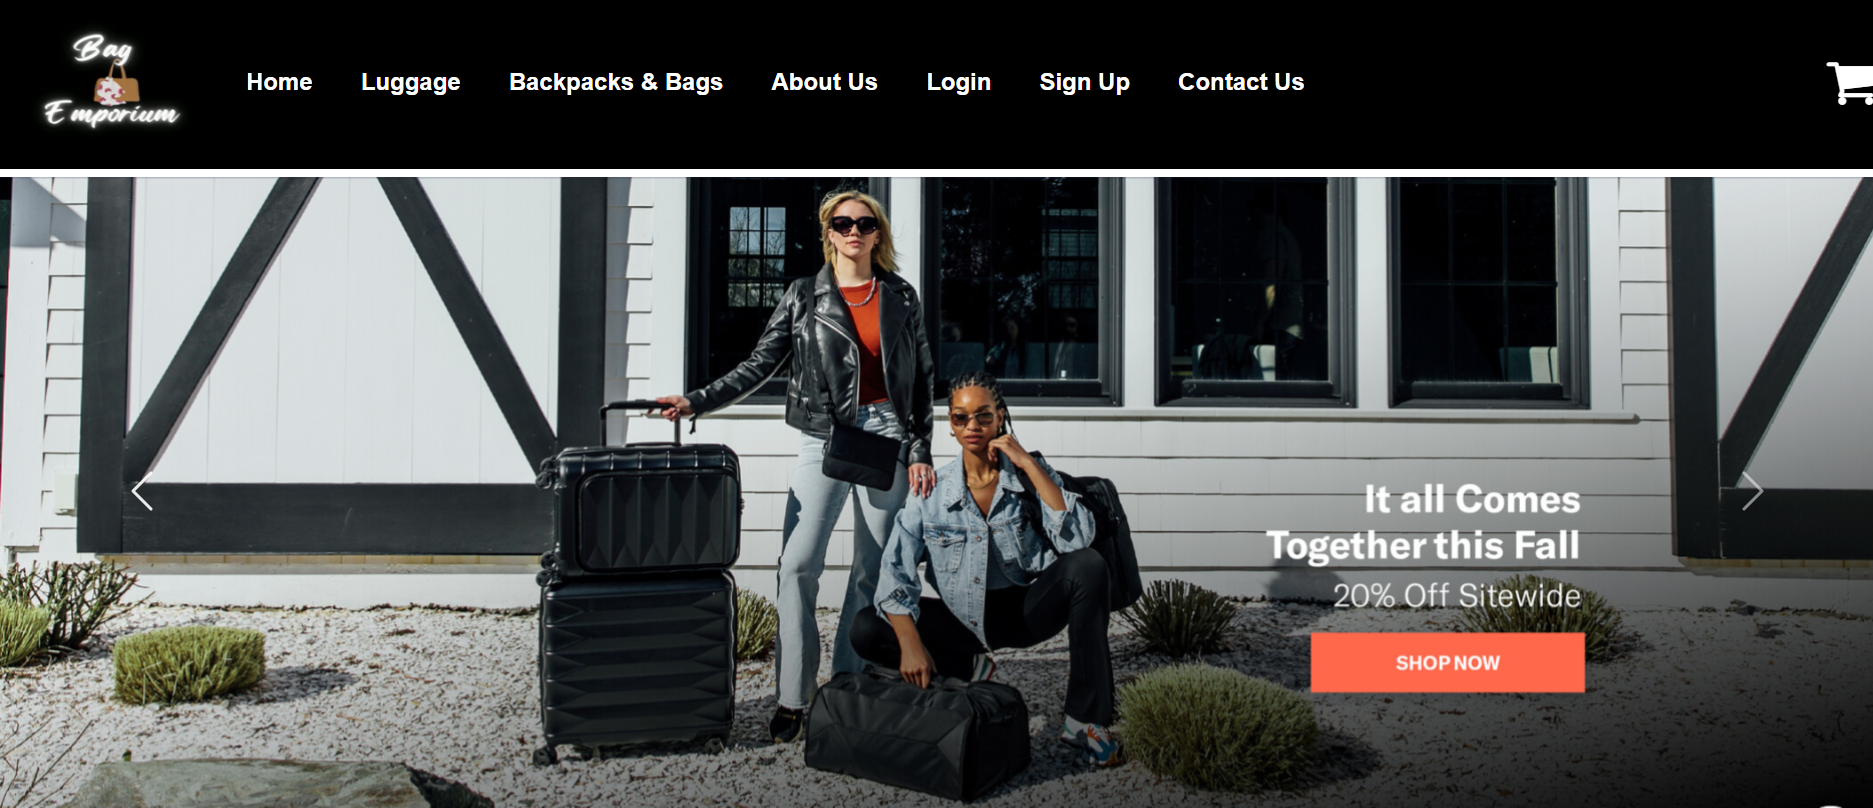 Bag
Emporium
Home Luggage Backpacks & Bags About Us Login Sign Up Contact Us
It all Comes
Together this Fall
20% Off Sitewide
SHOP NOW